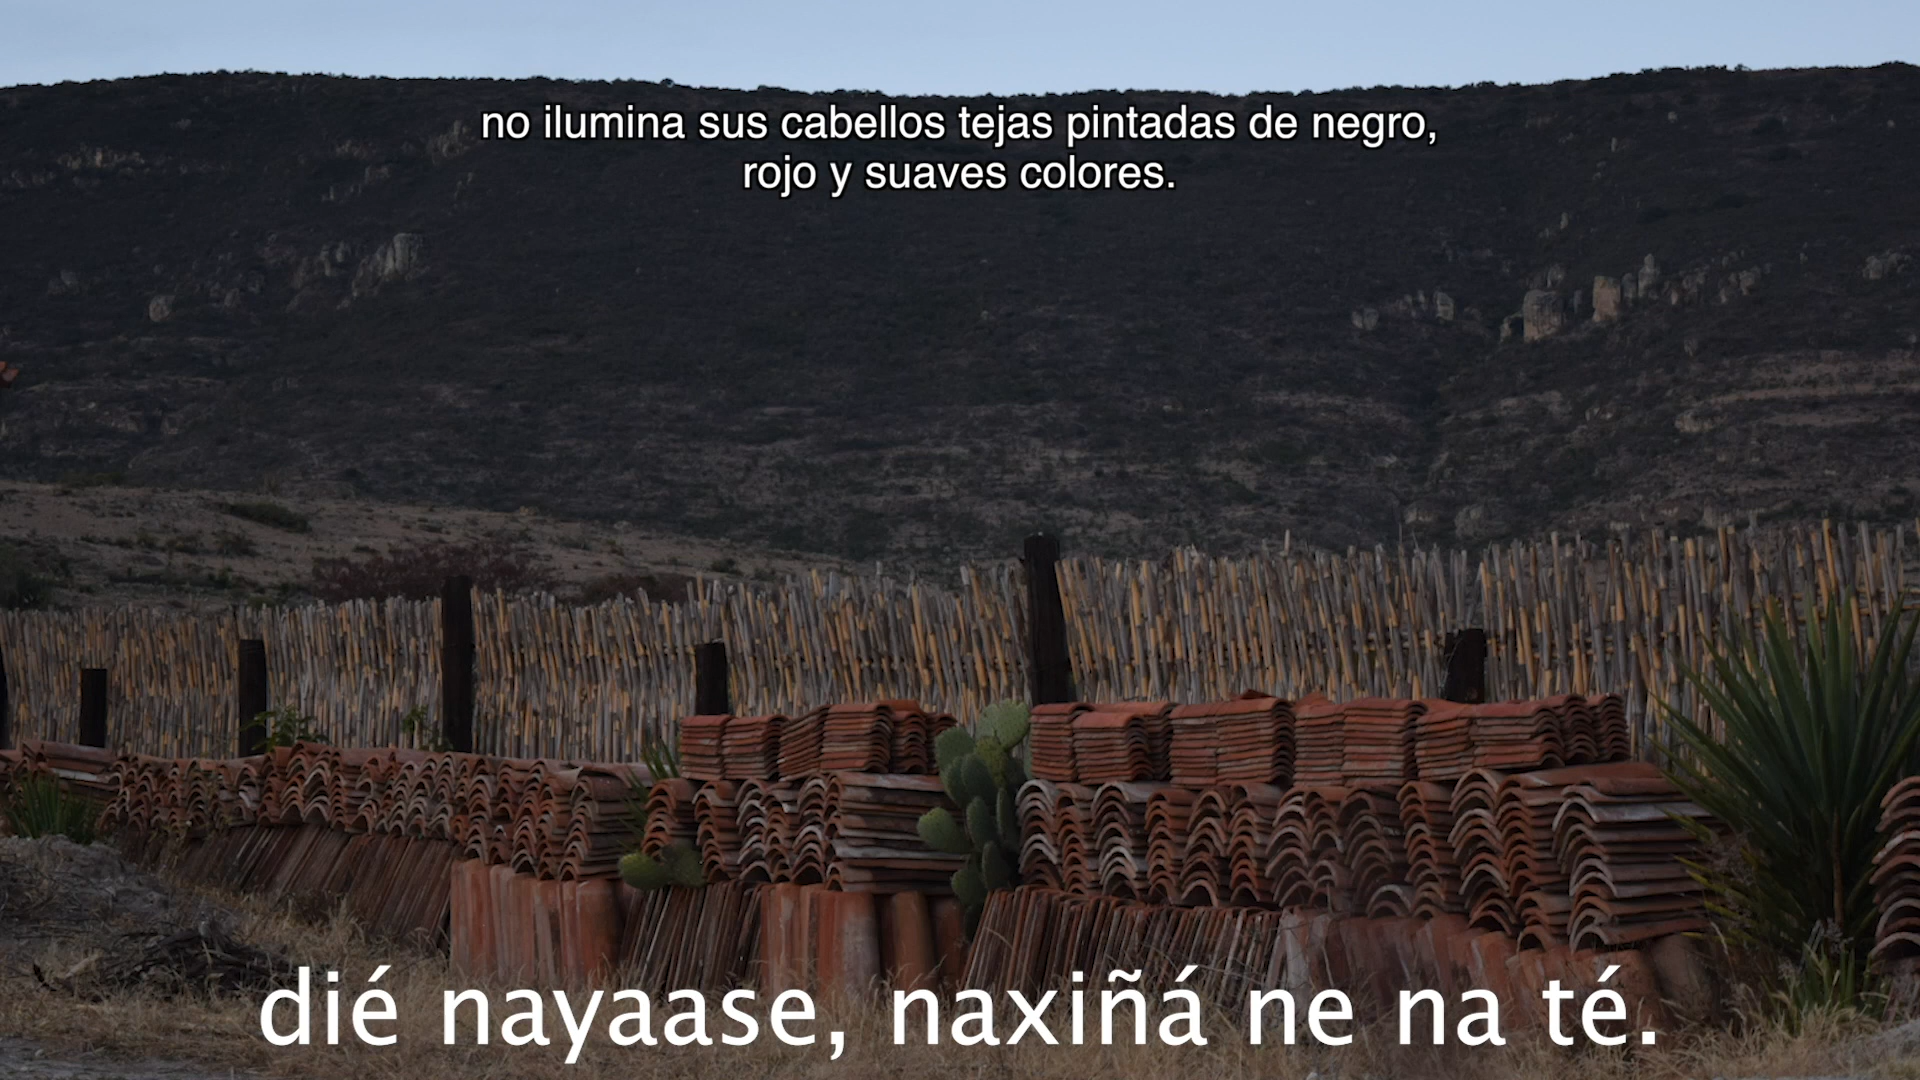 no ilumina sus cabellos tejas pintadas de negro,
rojo y suaves colores.
dié nayaase, naxiñá ne na té.